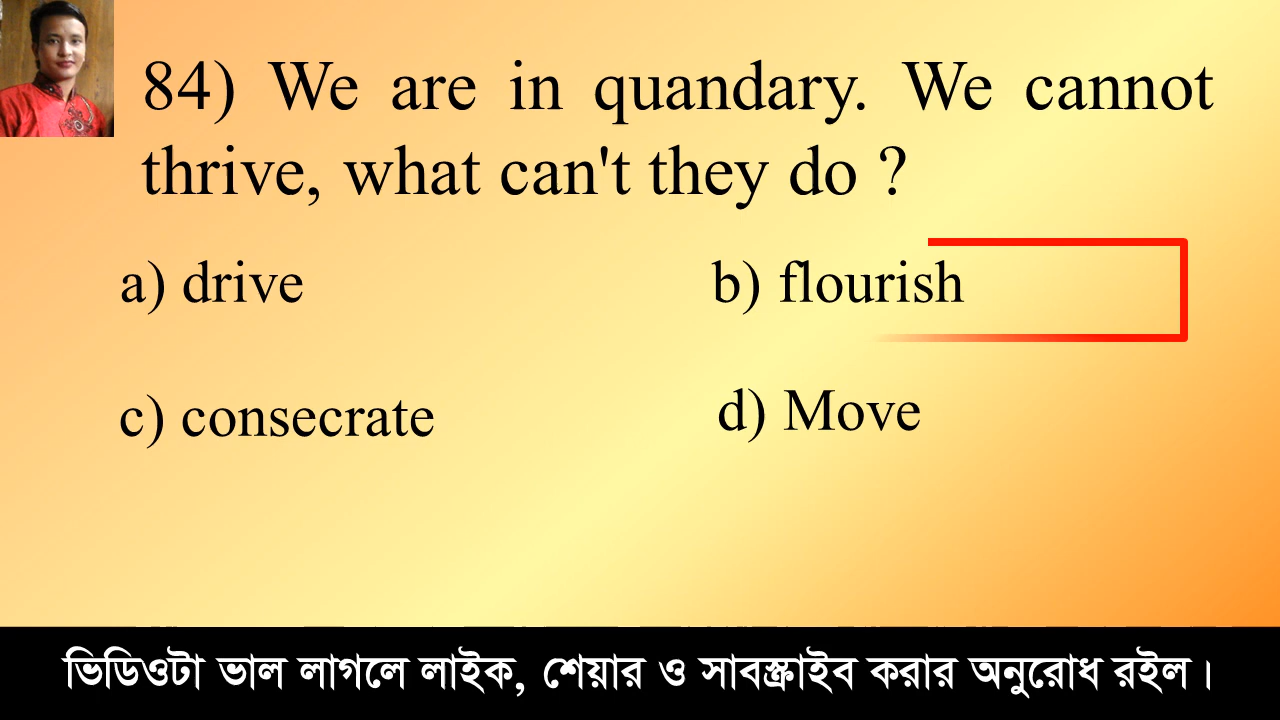 84) We are in quandary. We cannot
thrive, what can't they do ?
a) drive
b) flourish
c) consecrate
d) Move
ভিডিওটা ভাল লাগলে লাইক, শেয়ার ও সাবস্ক্রাইব করার অনুরোধ রইল।